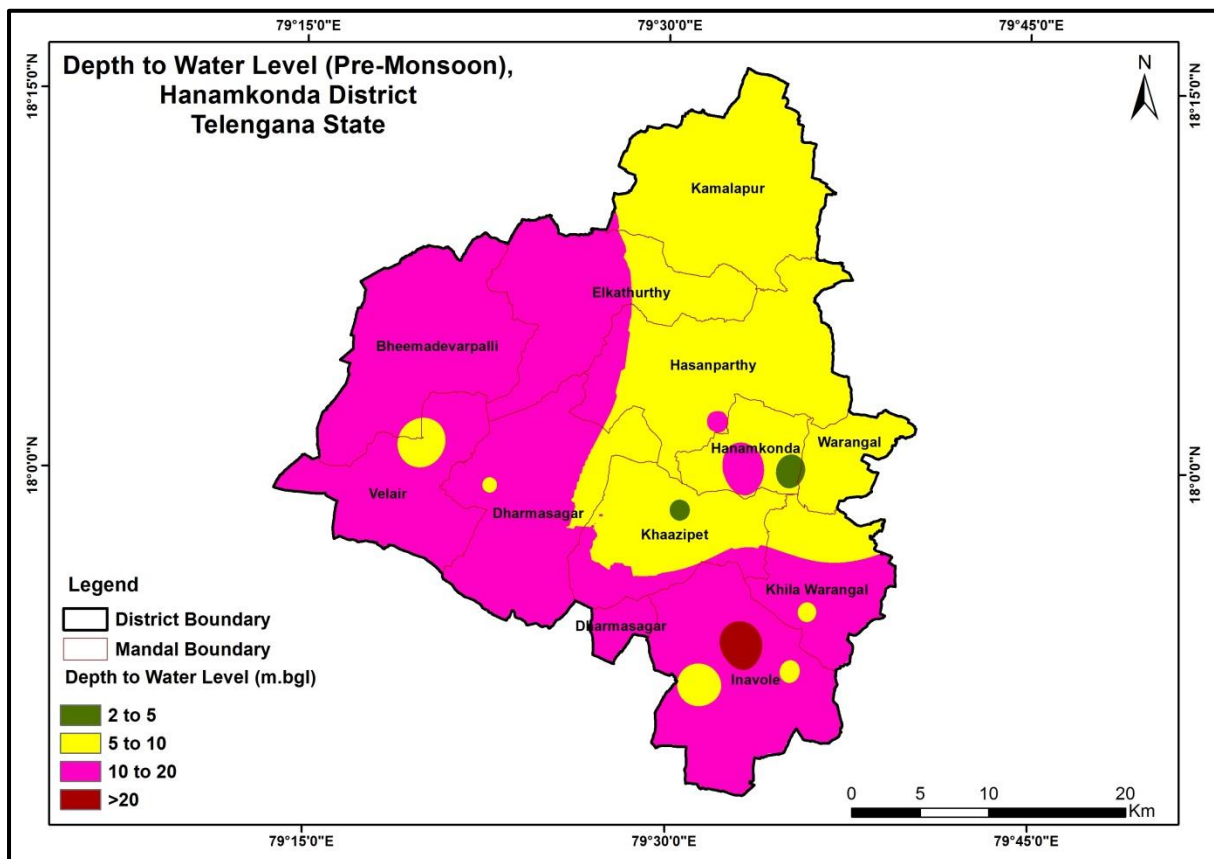 79°15'0"E 79°30'0"E 79°45'0"E
Depth to Water Level (Pre-Monsoon),
Hanamkonda District
Telengana State
N
18°15'0"N 18°15'0"N
Kamalapur
Elkathurthy
Bheemadevarpalli
Hasanparthy
Hanamkonda
Warangal
18°0'0"N 18°0'0"N
Velair
Dharmasagar
Khaazipet
Khila Warangal
Dharmasagar
Inavole
Legend
District Boundary
Mandal Boundary
Depth to Water Level (m.bgl)
2 to 5
5 to 10
10 to 20
>20
0 5 10 20
Km
79°15'0"E 79°30'0"E 79°45'0"E